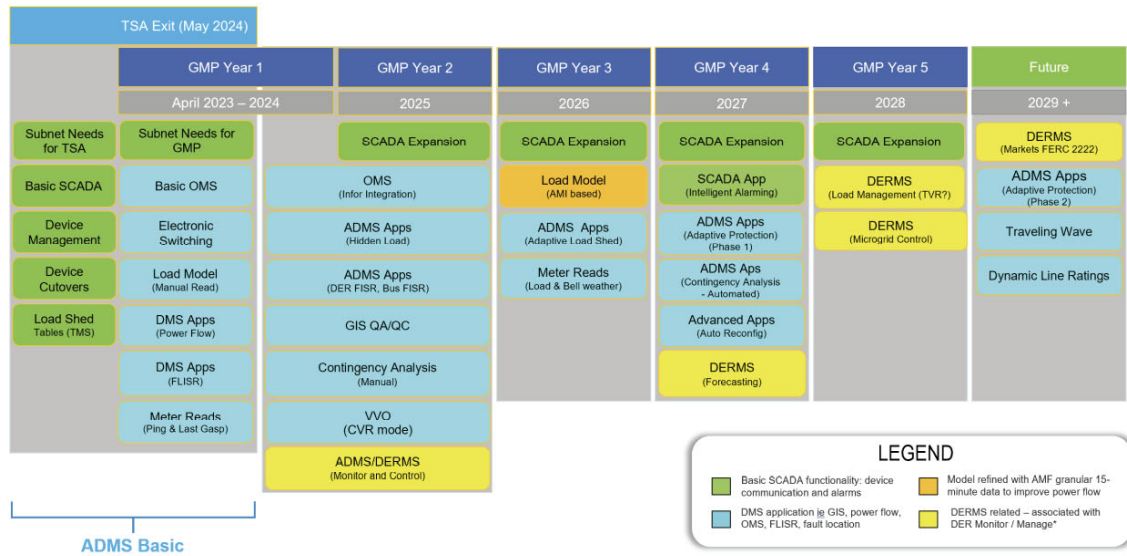 TSA Exit (May 2024)
GMP Year 1
GMP Year 2
GMP Year 3
GMP Year 4
GMP Year 5
Future
April 2023 – 2024
2025
2026
2027
2028
2029 +
Subnet Needs
for TSA
Basic SCADA
Device
Management
Device
Cutovers
Load Shed
Tables (TMS)
Subnet Needs for
GMP
Basic OMS
Electronic
Switching
Load Model
(Manual Read)
DMS Apps
(Power Flow)
DMS Apps
(FLISR)
Meter Reads
(Ping & Last Gasp)
SCADA Expansion
OMS
(Infor Integration)
ADMS Apps
(Hidden Load)
ADMS Apps
(DER FISR, Bus FISR)
GIS QA/QC
Contingency Analysis
(Manual)
VVO
(CVR mode)
ADMS/DERMS
(Monitor and Control)
SCADA Expansion
Load Model
(AMI based)
ADMS Apps
(Adaptive Load Shed)
Meter Reads
(Load & Bell weather)
SCADA Expansion
SCADA App
(Intelligent Alarming)
ADMS Apps
(Adaptive Protection)
(Phase 1)
ADMS Aps
(Contingency Analysis
- Automated)
Advanced Apps
(Auto Reconfig)
DERMS
(Forecasting)
SCADA Expansion
DERMS
(Load Management (TVR?)
DERMS
(Microgrid Control)
DERMS
(Markets FERC 2222)
ADMS Apps
(Adaptive Protection)
(Phase 2)
Traveling Wave
Dynamic Line Ratings
ADMS Basic
LEGEND
Basic SCADA functionality: device
communication and alarms
DMS application ie GIS, power flow,
OMS, FLISR, fault location
Model refined with AMF granular 15-
minute data to improve power flow
DERMS related – associated with
DER Monitor / Manage*